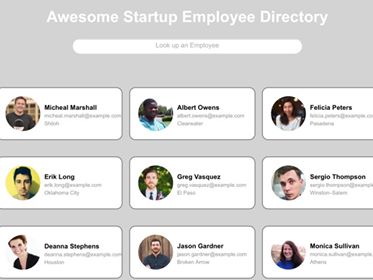 Awesome Startup Employee Directory
Look up an Employee
Micheal Marshall
micheal.marshall@example.com
Shiloh
Albert Owens
albert.owens@example.com
Clearwater
Felicia Peters
felicia.peters@example.com
Pasadena
Erik Long
erik.long@example.com
Oklahoma City
Greg Vasquez
greg.vasquez@example.com
El Paso
Sergio Thompson
sergio.thompson@example.com
Winston–Salem
Deanna Stephens
deanna.stephens@example.com
Houston
Jason Gardner
jason.gardner@example.com
Broken Arrow
Monica Sullivan
monica.sullivan@example.com
Athens